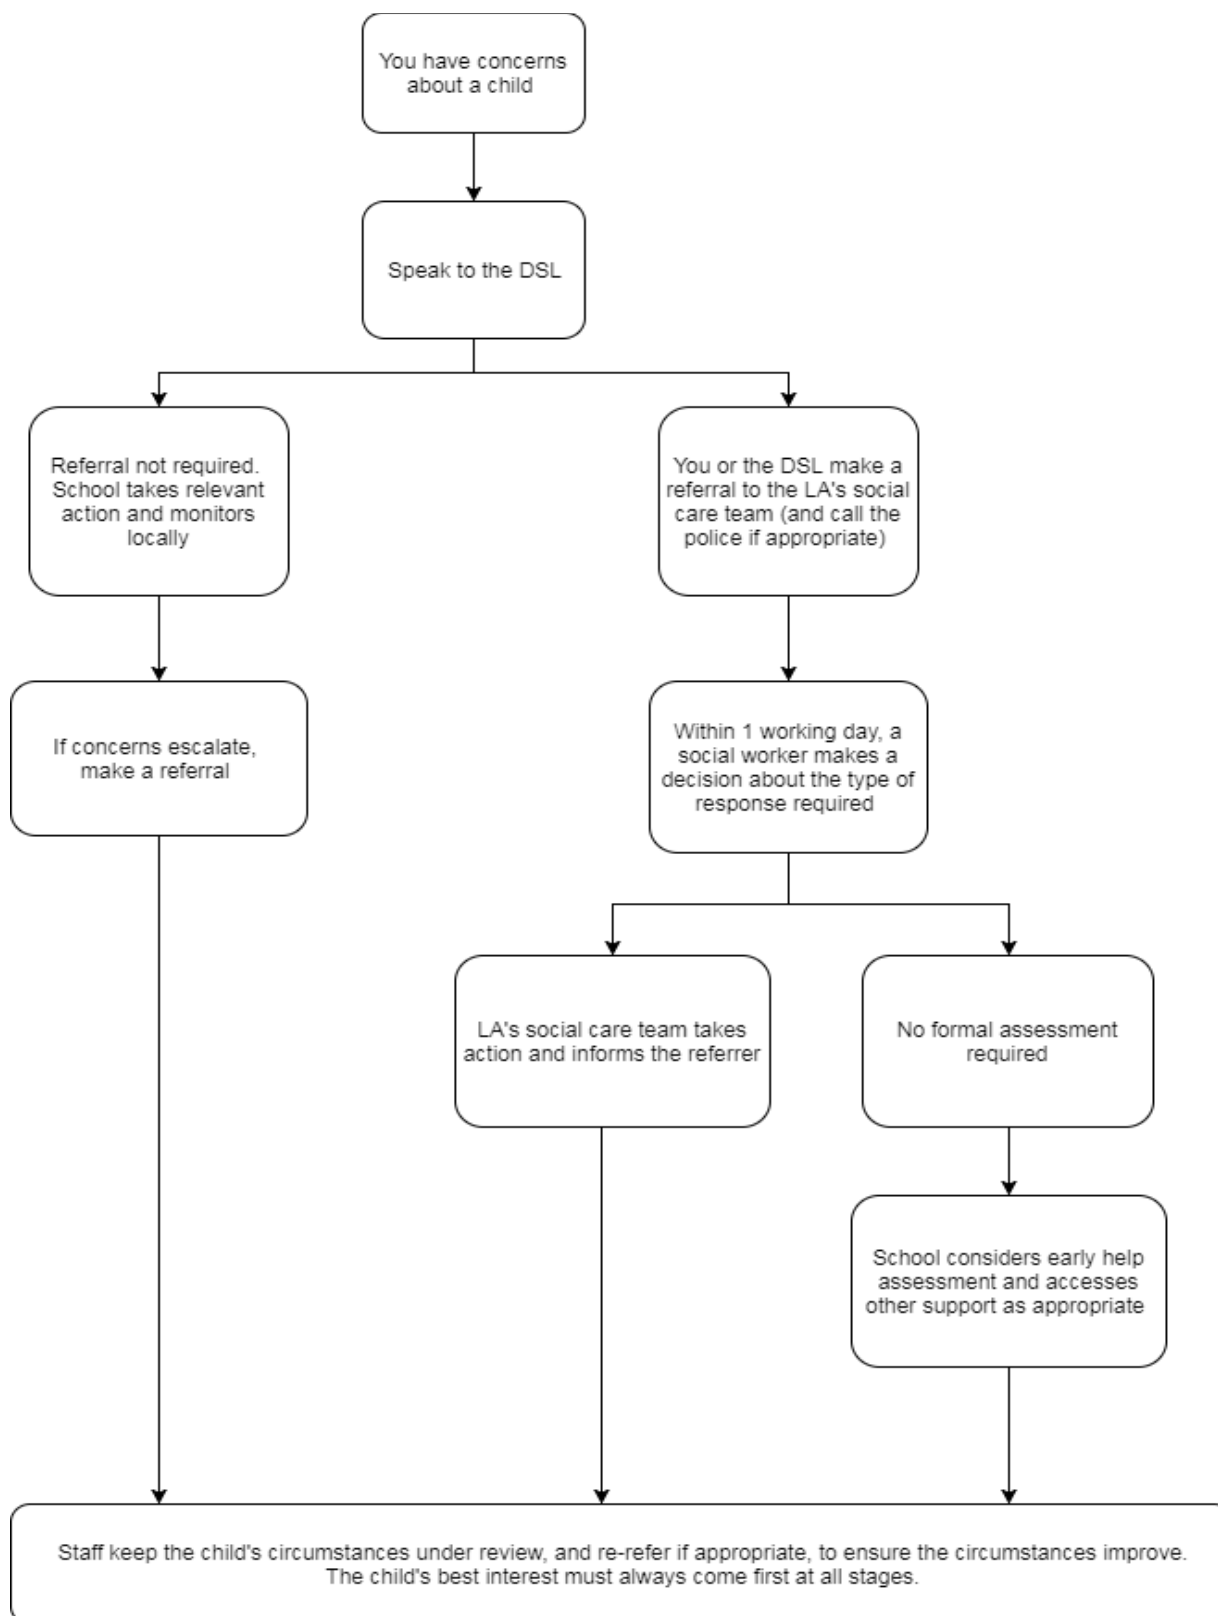 You have concerns
about a child
Speak to the DSL
Referral not required.
School takes relevant
action and monitors
locally
You or the DSL make a
referral to the LA's social
care team (and call the
police if appropriate)
If concerns escalate,
make a referral
Within 1 working day, a
social worker makes a
decision about the type of
response required
LA's social care team takes
action and informs the referrer
No formal assessment
required
School considers early help
assessment and accesses
other support as appropriate
Staff keep the child's circumstances under review, and re-refer if appropriate, to ensure the circumstances improve.
The child's best interest must always come first at all stages.